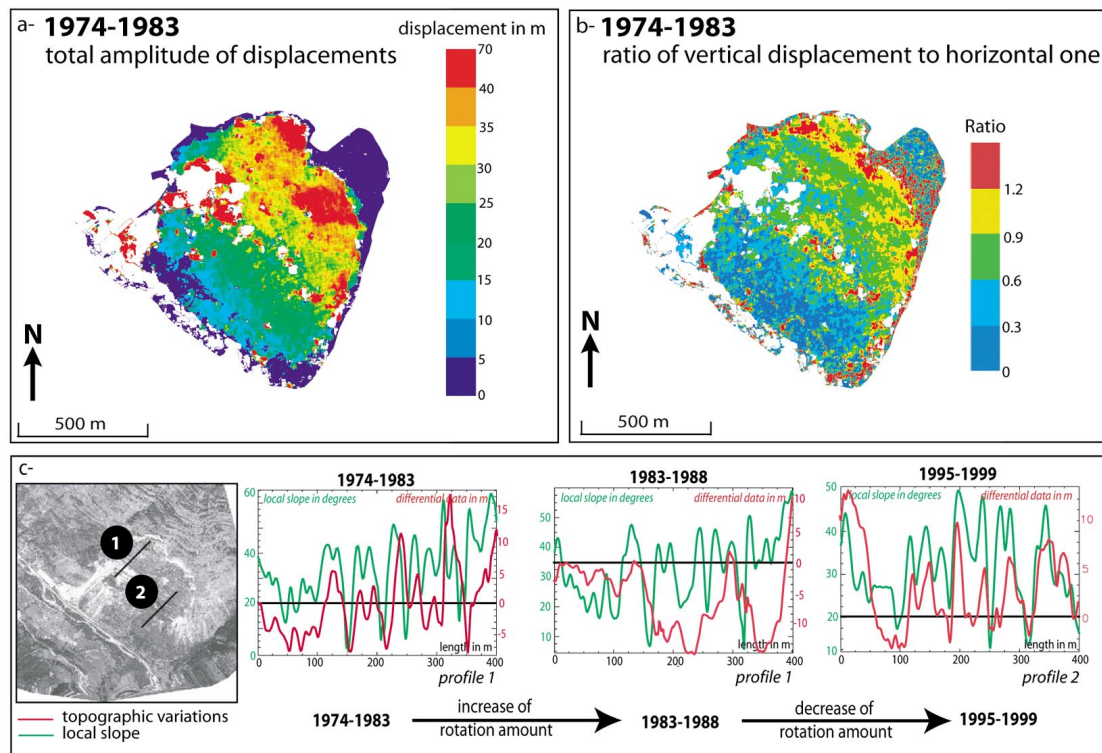 a- 1974-1983
total amplitude of displacements
displacement in m
70
40
35
30
25
20
15
10
5
0
N
500 m
b- 1974-1983
ratio of vertical displacement to horizontal one
Ratio
1.2
0.9
0.6
0.3
0
N
500 m
c-
1
2
topographic variations
local slope
1974-1983
local slope in degrees
differential data in m
60
50
40
30
20
10
0
15
10
5
0
-5
0
100
200
300
400
length in m
profile 1
1983-1988
local slope in degrees
differential data in m
50
40
30
20
10
10
5
0
-5
-10
0
100
200
300
400
length in m
profile 1
1995-1999
local slope in degrees
differential data in m
50
40
30
20
10
10
5
0
0
100
200
300
400
length in m
profile 2
1974-1983
increase of
rotation amount
1983-1988
decrease of
rotation amount
1995-1999